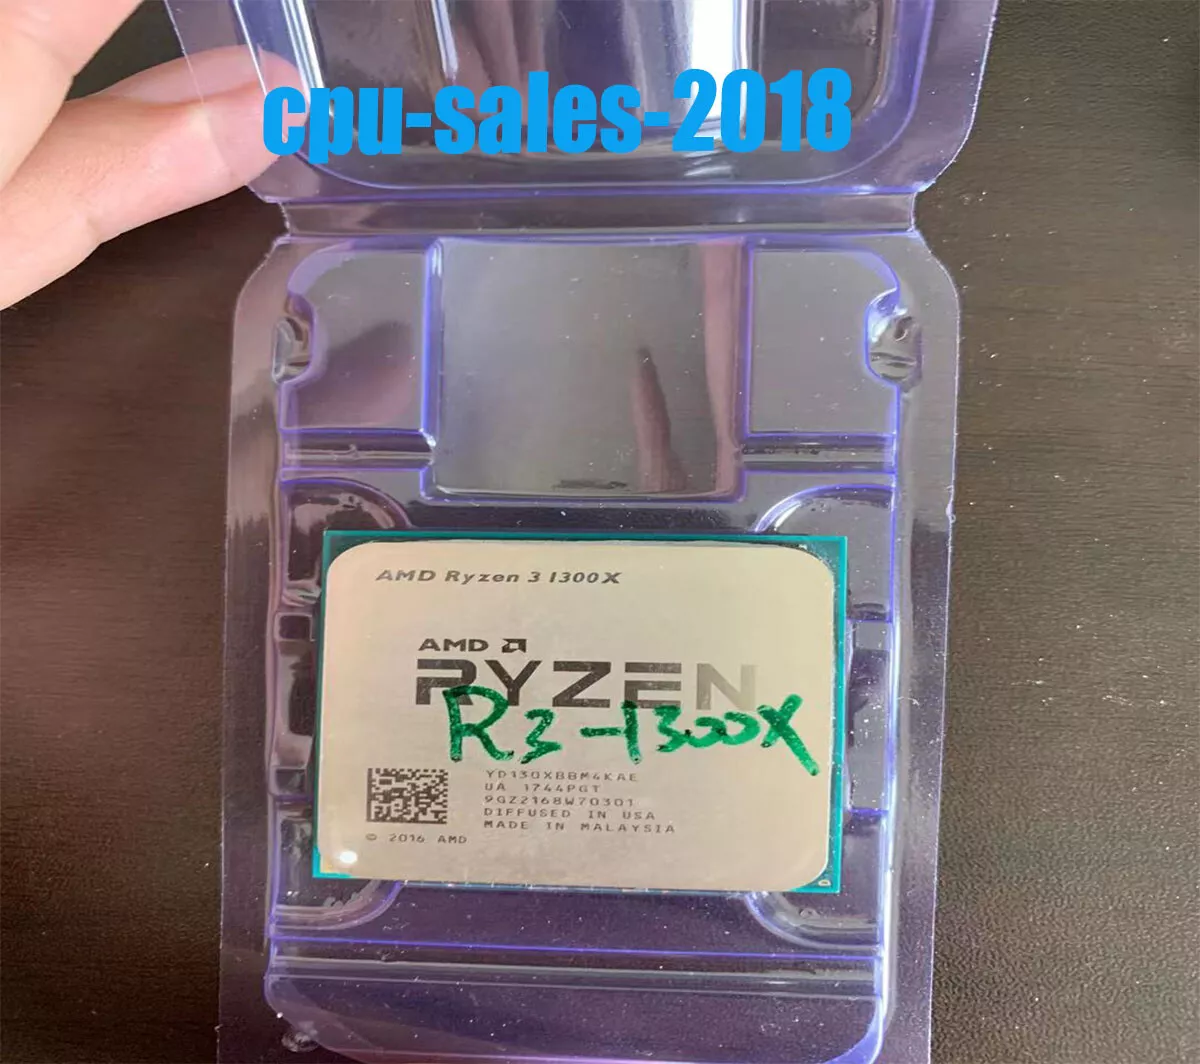 cpu-sales-2018
AMD Ryzen 3 1300X
AMD
RYZEN
R3-1300X
YD130XBBM4KAE
UA 1744PGT
9GZ2168W70301
DIFFUSED IN USA
MADE IN MALAYSIA
© 2016 AMD